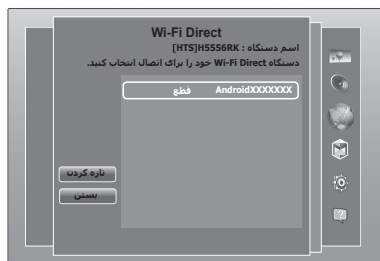 Wi-Fi Direct
اسم دستگاه : [HTS]H5556RK
دستگاه Wi-Fi Direct خود را برای اتصال انتخاب کنید.
AndroidXXXXXXX قطع
تازه کردن
بستن
?